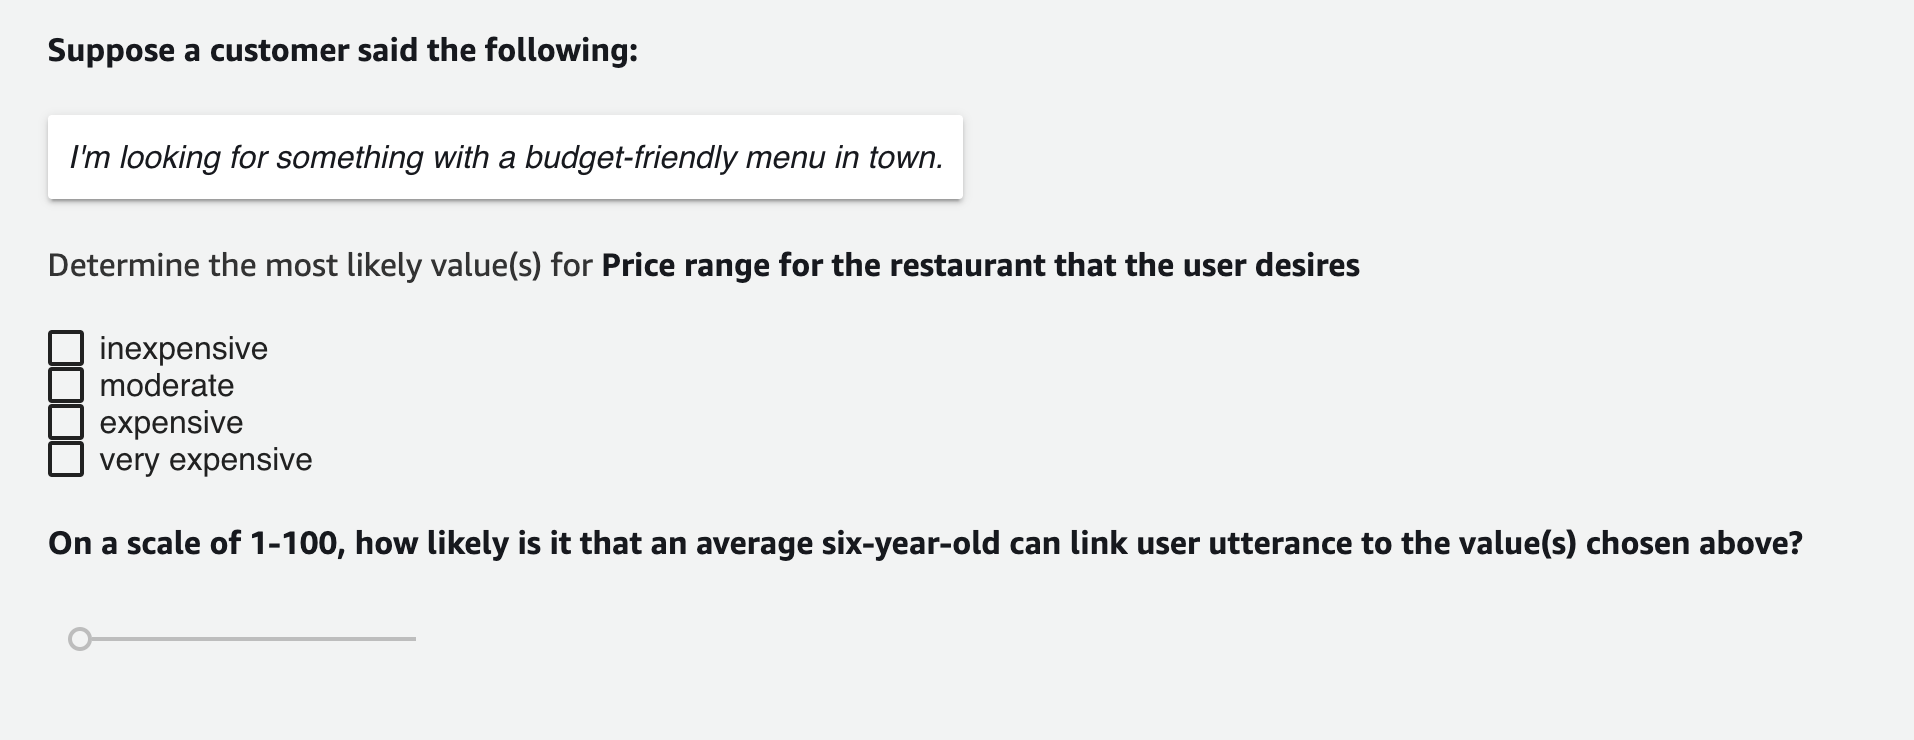 Suppose a customer said the following:
I'm looking for something with a budget-friendly menu in town.
Determine the most likely value(s) for Price range for the restaurant that the user desires
inexpensive
moderate
expensive
very expensive
On a scale of 1-100, how likely is it that an average six-year-old can link user utterance to the value(s) chosen above?